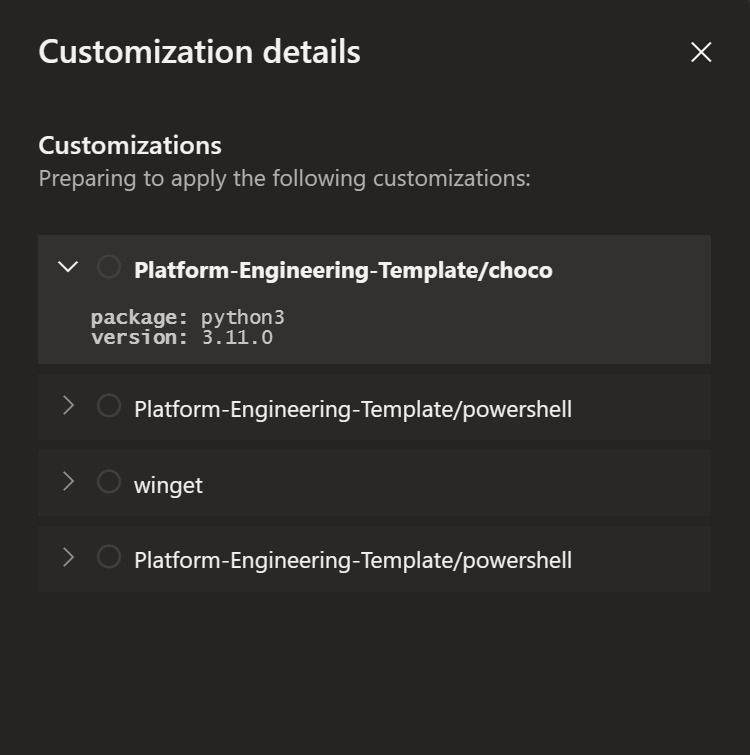 Customization details
Customizations
Preparing to apply the following customizations:
Platform-Engineering-Template/choco
package: python3
version: 3.11.0
Platform-Engineering-Template/powershell
winget
Platform-Engineering-Template/powershell